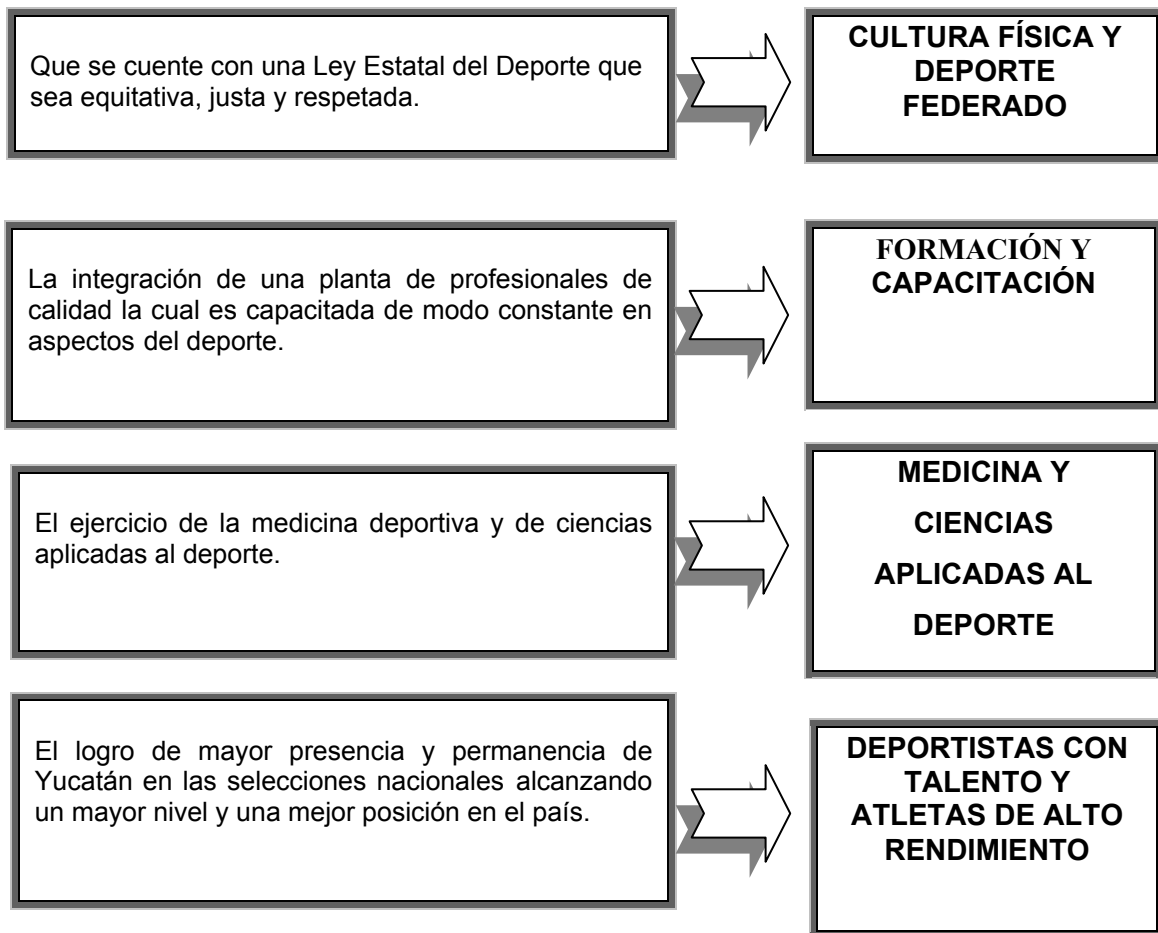 Que se cuente con una Ley Estatal del Deporte que
sea equitativa, justa y respetada.
CULTURA FÍSICA Y
DEPORTE
FEDERADO
La integración de una planta de profesionales de
calidad la cual es capacitada de modo constante en
aspectos del deporte.
FORMACIÓN Y
CAPACITACIÓN
El ejercicio de la medicina deportiva y de ciencias
aplicadas al deporte.
MEDICINA Y
CIENCIAS
APLICADAS AL
DEPORTE
El logro de mayor presencia y permanencia de
Yucatán en las selecciones nacionales alcanzando
un mayor nivel y una mejor posición en el país.
DEPORTISTAS CON
TALENTO Y
ATLETAS DE ALTO
RENDIMIENTO